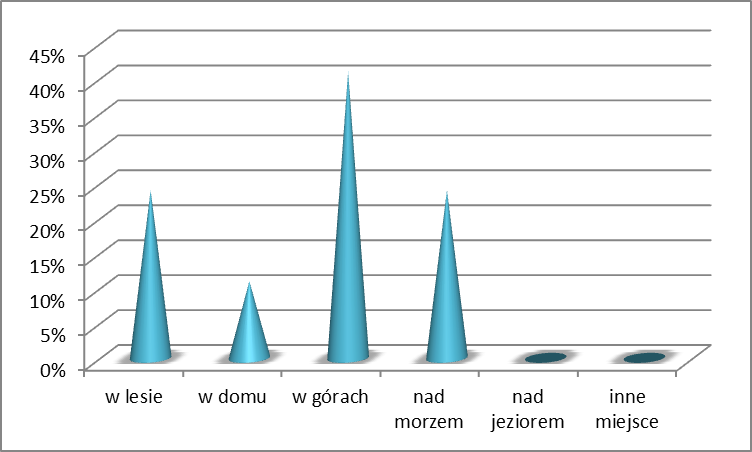 45%
40%
35%
30%
25%
20%
15%
10%
5%
0%
w lesie
w domu
w górach
nad
morzem
nad
jeziorem
inne
miejsce